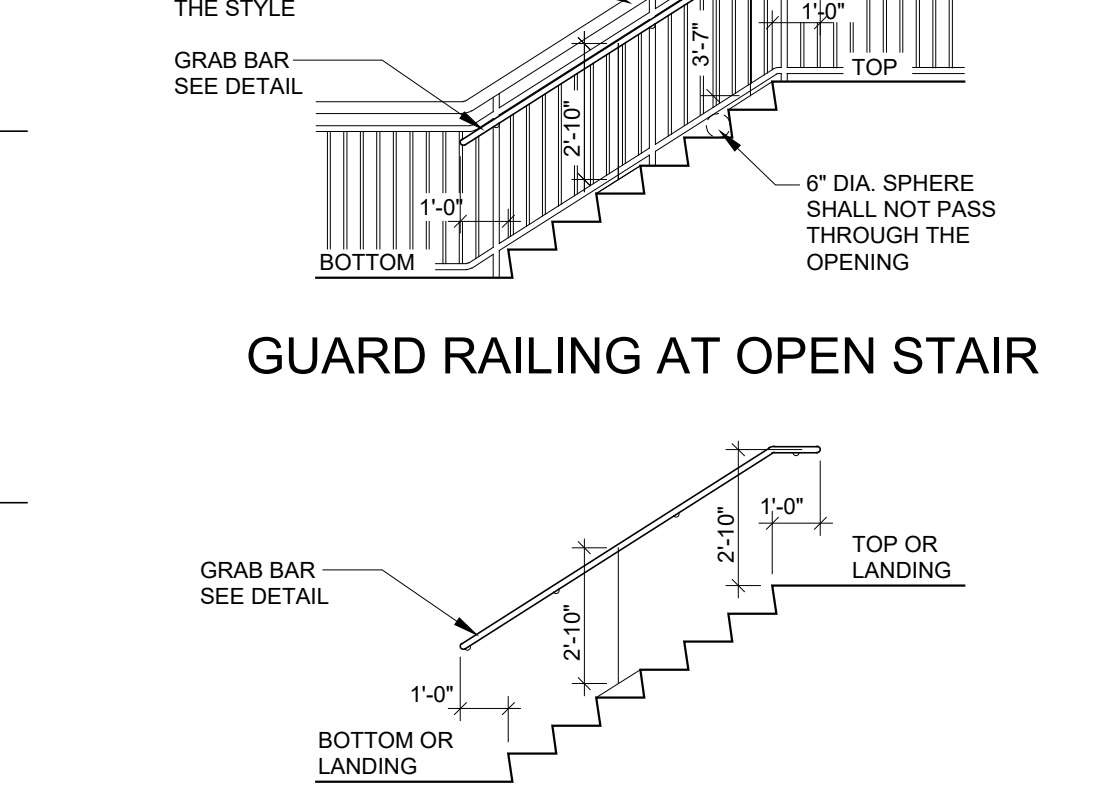 THE STYLE
GRAB BAR
SEE DETAIL
2'-10"
3'-7"
1'-0"
TOP
1'-0"
BOTTOM
6" DIA. SPHERE
SHALL NOT PASS
THROUGH THE
OPENING
GUARD RAILING AT OPEN STAIR
GRAB BAR
SEE DETAIL
2'-10"
2'-10"
1'-0"
TOP OR
LANDING
1'-0"
BOTTOM OR
LANDING